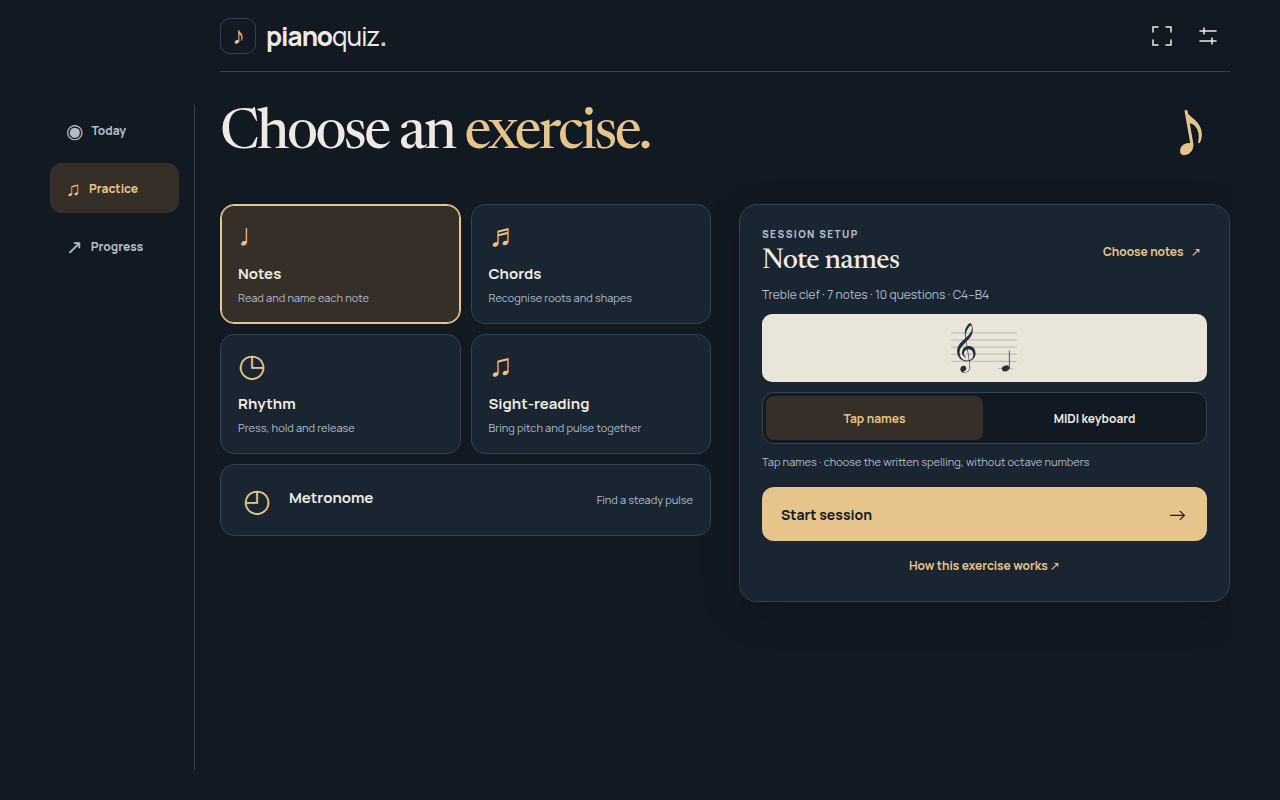 pianoquiz.
Today
Practice
Progress
Choose an exercise.
Notes
Read and name each note
Chords
Recognise roots and shapes
Rhythm
Press, hold and release
Sight-reading
Bring pitch and pulse together
Metronome
Find a steady pulse
SESSION SETUP
Note names
Choose notes ↗
Treble clef · 7 notes · 10 questions · C4–B4
Tap names
MIDI keyboard
Tap names · choose the written spelling, without octave numbers
Start session →
How this exercise works ↗